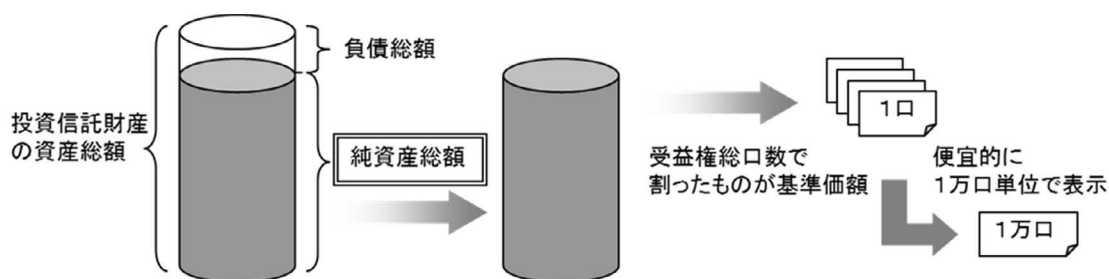 負債総額
投資信託財産
の資産総額
純資産総額
受益権総口数で
割ったものが基準価額
1口
便宜的に
1万口単位で表示
1万口